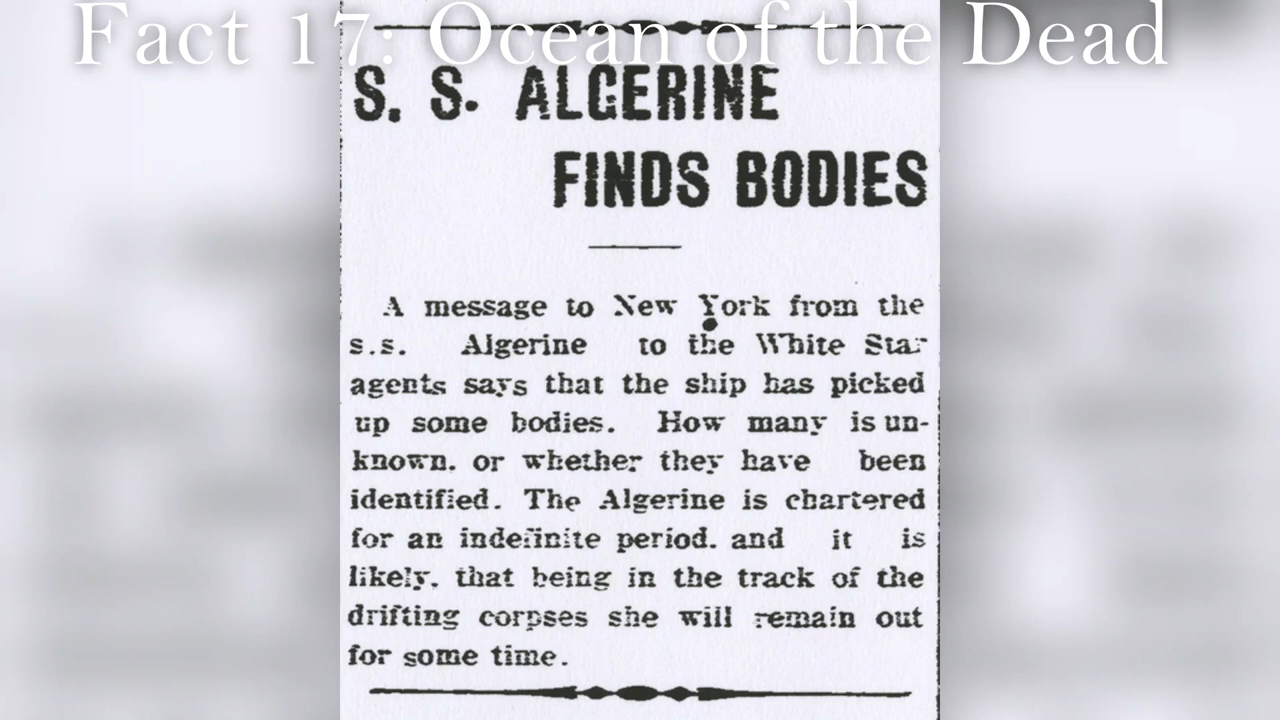 Fact 17: Ocean of the Dead
S. S. ALGERINE
FINDS BODIES
A message to New York from the
s.s. Algerine to the White Star
agents says that the ship has picked
up some bodies. How many is un-
known. or whether they have been
identified. The Algerine is chartered
for an indefinite period. and it is
likely. that being in the track of the
drifting corpses she will remain out
for some time.